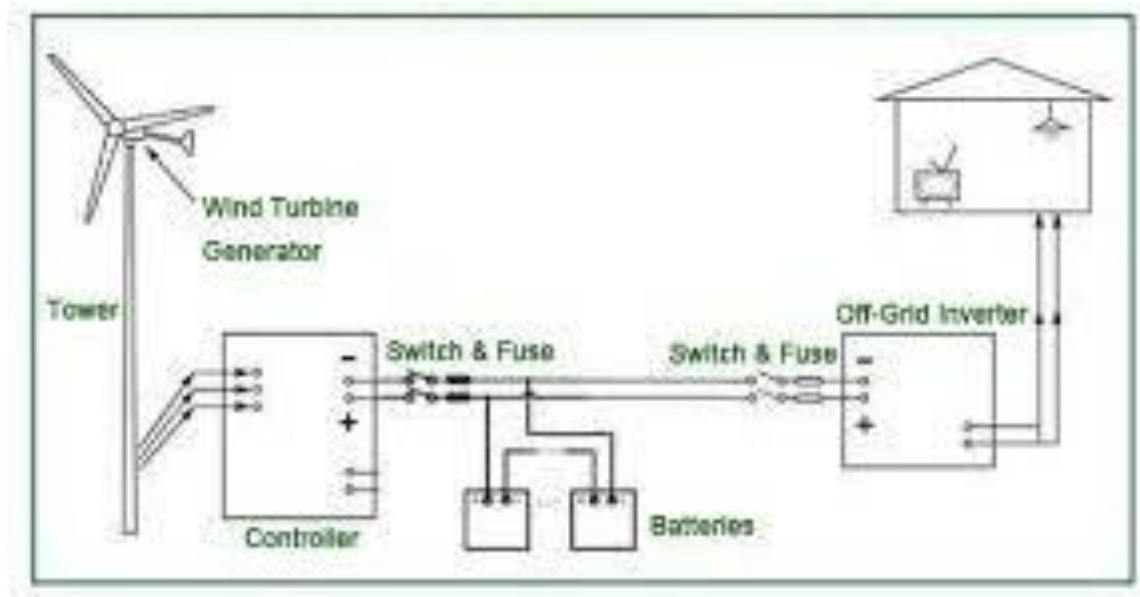 Wind Turbine
Generator
Tower
Off-Grid Inverter
Switch & Fuse
Switch & Fuse
-
-
+
+
Batteries
Controller